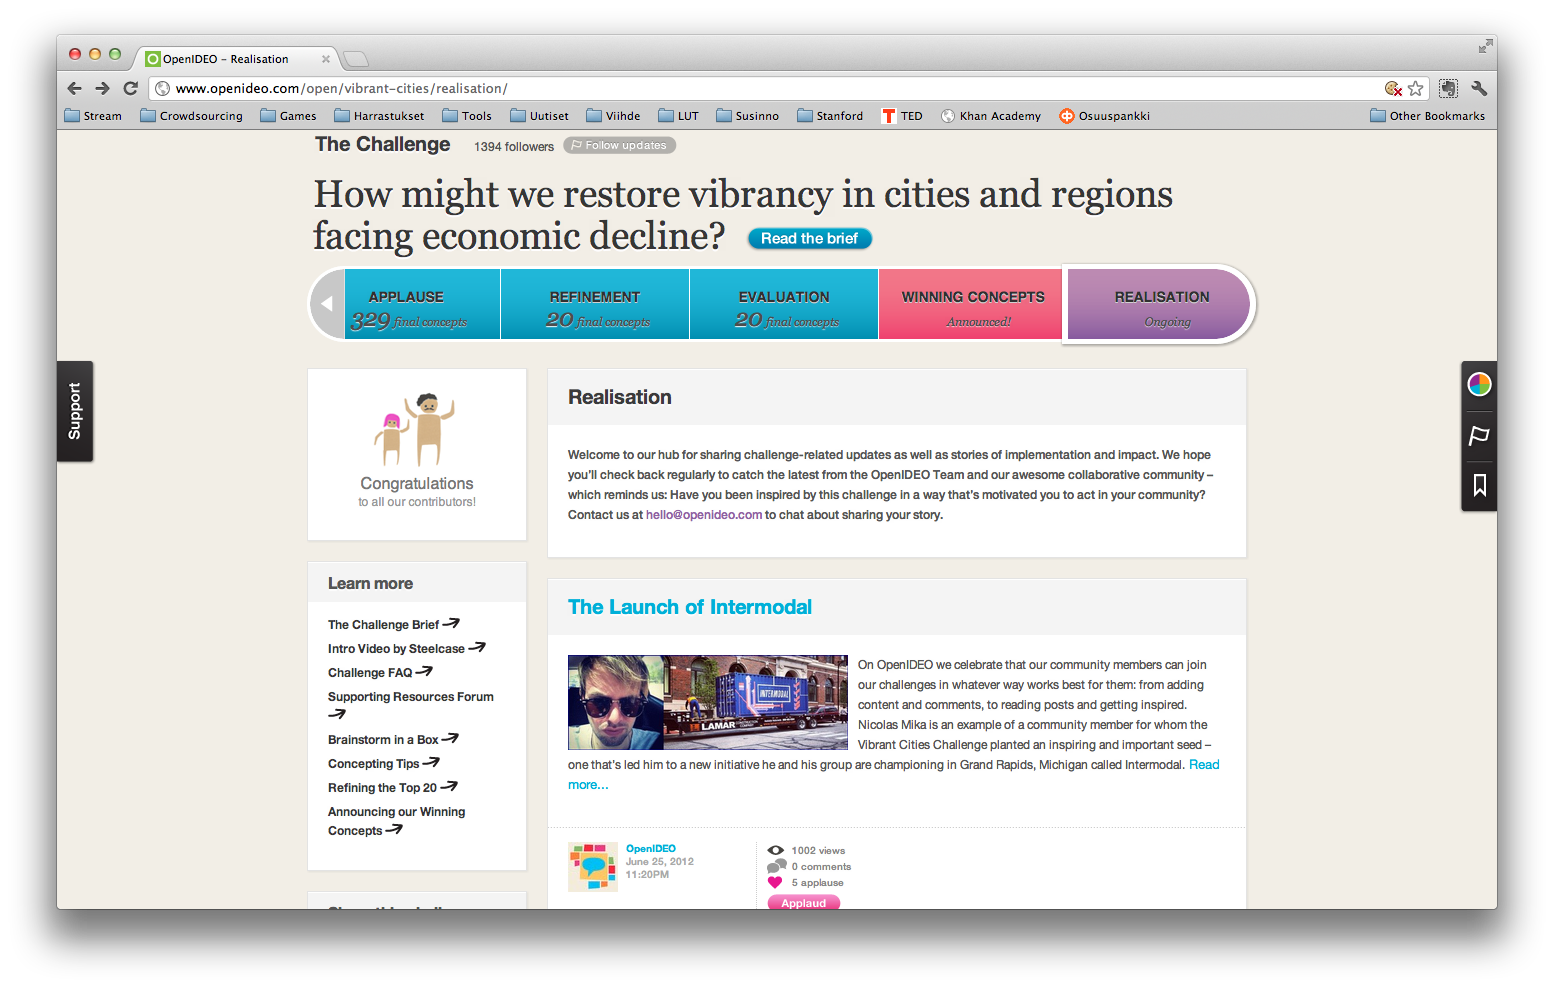 OpenIDEO – Realisation
www.openideo.com/open/vibrant-cities/realisation/
Stream Crowdsourcing Games Harrastukset Tools Uutiset Viihde LUT Susinno Stanford TED Khan Academy Osuuspankki Other Bookmarks
The Challenge 1394 followers Follow updates
How might we restore vibrancy in cities and regions
facing economic decline? Read the brief
APPLAUSE REFINEMENT EVALUATION WINNING CONCEPTS REALISATION
329 final concepts 20 final concepts 20 final concepts Announced! Ongoing
Support
Congratulations
to all our contributors!
Learn more
The Challenge Brief
Intro Video by Steelcase
Challenge FAQ
Supporting Resources Forum
Brainstorm in a Box
Concepting Tips
Refining the Top 20
Announcing our Winning
Concepts
Realisation
Welcome to our hub for sharing challenge-related updates as well as stories of implementation and impact. We hope
you'll check back regularly to catch the latest from the OpenIDEO Team and our awesome collaborative community –
which reminds us: Have you been inspired by this challenge in a way that's motivated you to act in your community?
Contact us at hello@openideo.com to chat about sharing your story.
The Launch of Intermodal
INTERMODAL
LAMAR
On OpenIDEO we celebrate that our community members can join
our challenges in whatever way works best for them: from adding
content and comments, to reading posts and getting inspired.
Nicolas Mika is an example of a community member for whom the
Vibrant Cities Challenge planted an inspiring and important seed –
one that's led him to a new initiative he and his group are championing in Grand Rapids, Michigan called Intermodal. Read
more...
OpenIDEO
June 25, 2012
11:20PM
1002 views
0 comments
5 applause
Applaud